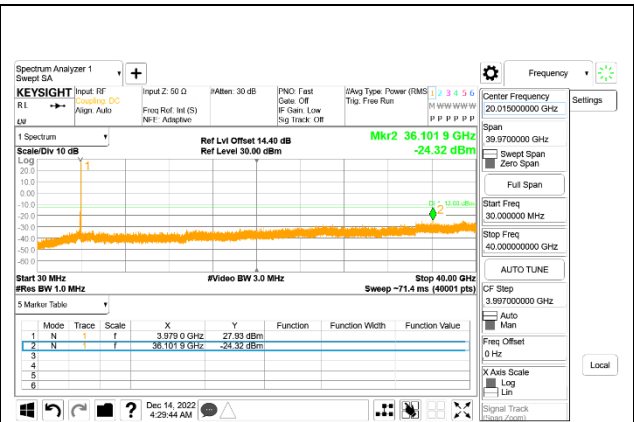 Spectrum Analyzer 1
Swept SA
Frequency
KEYSIGHT
Input: RF
Input Z: 50 Ω
#Atten: 30 dB
PNO: Fast
#Avg Type: Power (RMS
1 2 3 4 5 6
RL
Coupling: DC
Gate: Off
Trig: Free Run
M W W W W W
Align: Auto
Freq Ref: Int (S)
IF Gain: Low
NFE: Adaptive
Sig Track: Off
P P P P P P
Center Frequency
20.015000000 GHz
Settings
Span
39.9700000 GHz
Swept Span
Zero Span
Full Span
Start Freq
30.000000 MHz
Stop Freq
40.000000000 GHz
AUTO TUNE
CF Step
3.997000000 GHz
Auto
Man
Freq Offset
0 Hz
X Axis Scale
Log
Lin
Signal Track
(Span Zoom)
Local
1 Spectrum
Scale/Div 10 dB
Ref Lvl Offset 14.40 dB
Ref Level 30.00 dBm
Mkr2 36.101 9 GHz
-24.32 dBm
Log
20.0
10.0
0.00
-10.0
-20.0
-30.0
-40.0
-50.0
-60.0
1
2
Start 30 MHz
#Video BW 3.0 MHz
Stop 40.00 GHz
#Res BW 1.0 MHz
Sweep ~71.4 ms (40001 pts)
5 Marker Table
Mode Trace Scale X Y Function Function Width Function Value
1 N 1 f 3.979 0 GHz 27.93 dBm
2 N 1 f 36.101 9 GHz -24.32 dBm
3
4
5
6
Dec 14, 2022
4:29:44 AM